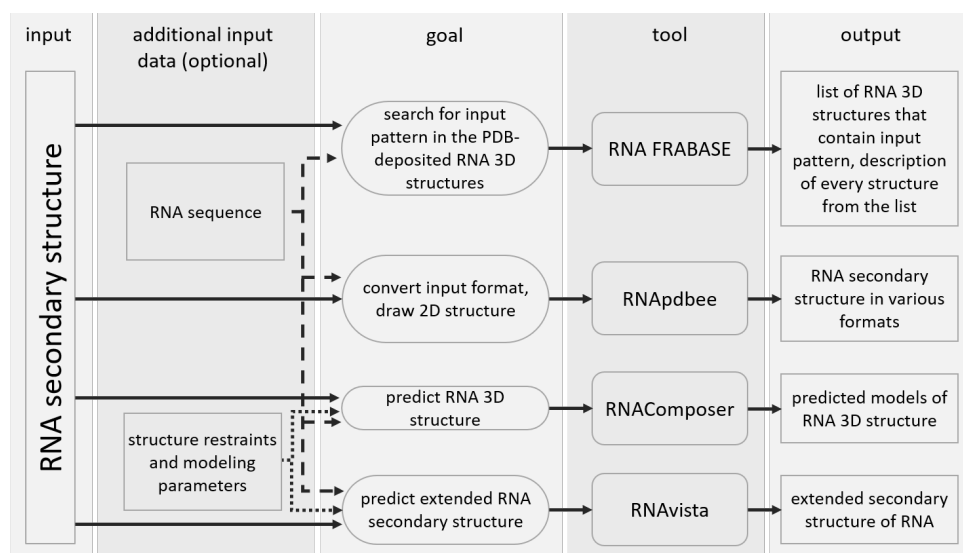 input
additional input
data (optional)
goal
tool
output
RNA secondary structure
RNA sequence
structure restraints
and modeling
parameters
search for input
pattern in the PDB-
deposited RNA 3D
structures
RNA FRABASE
list of RNA 3D
structures that
contain input
pattern, description
of every structure
from the list
convert input format,
draw 2D structure
RNApdbee
RNA secondary
structure in various
formats
predict RNA 3D
structure
RNAComposer
predicted models of
RNA 3D structure
predict extended RNA
secondary structure
RNAvista
extended secondary
structure of RNA